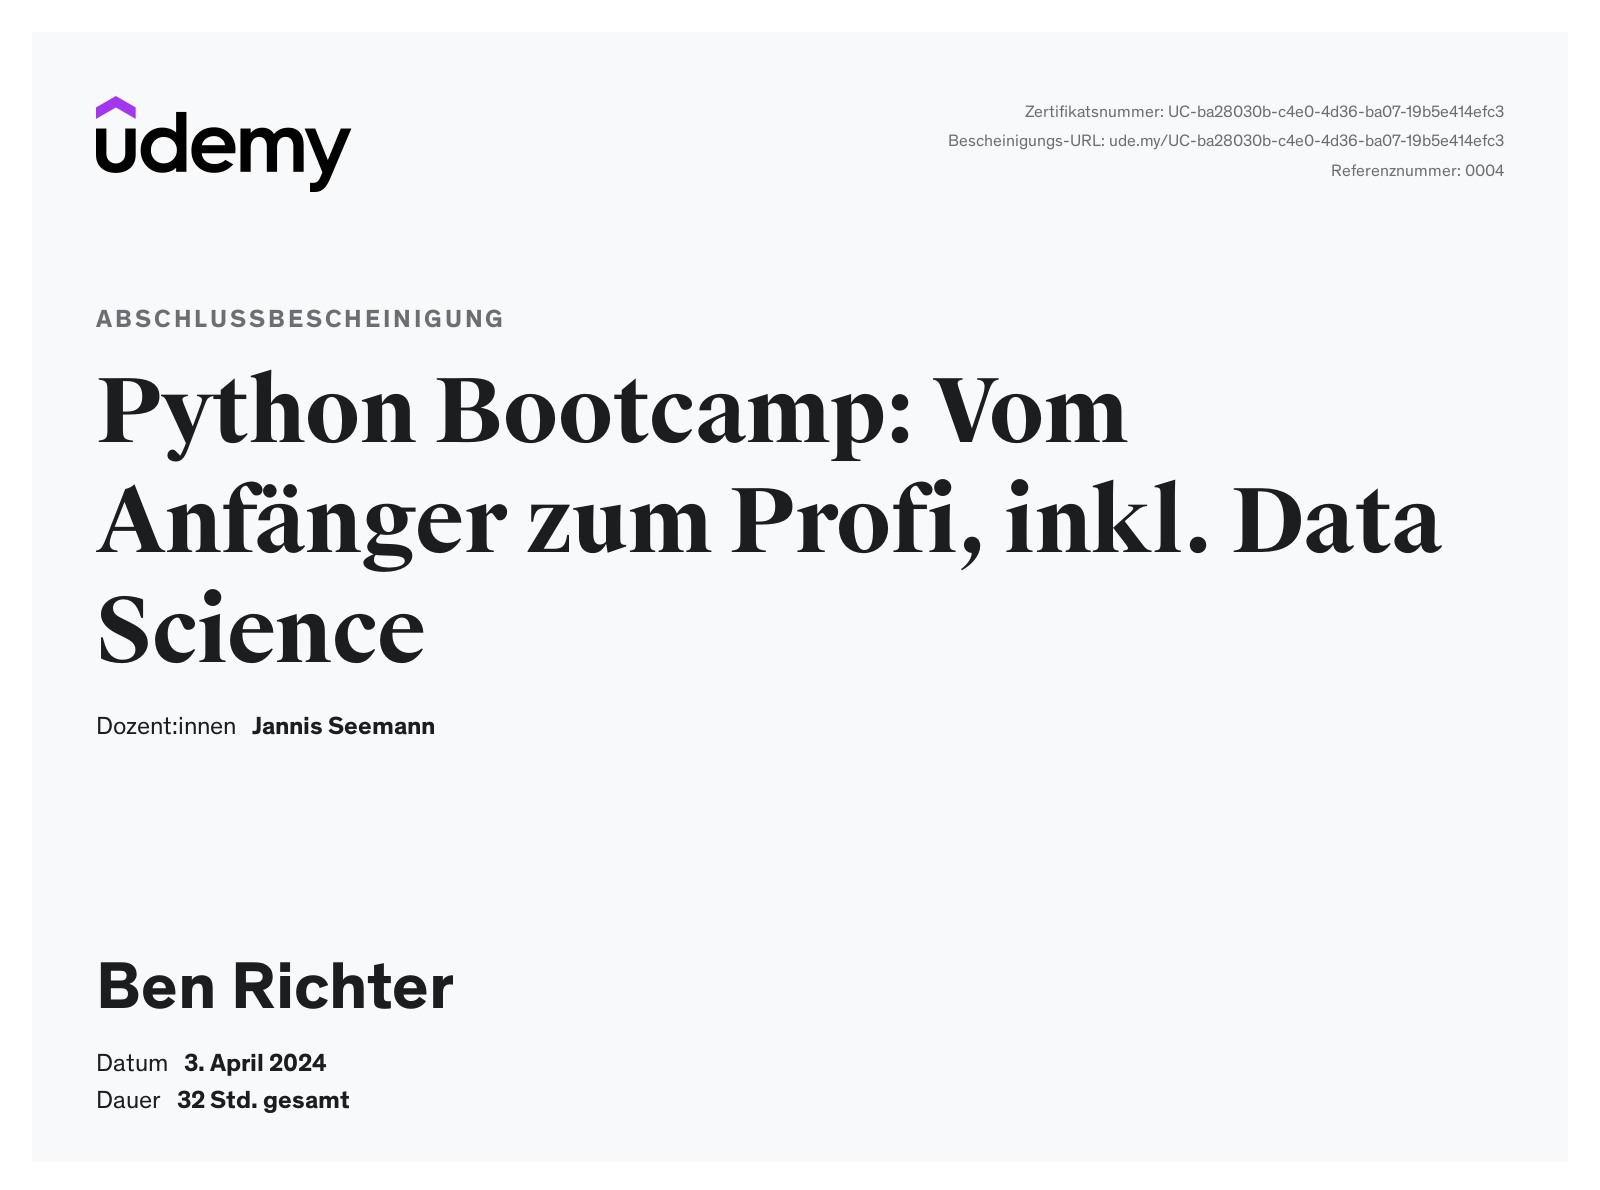 udemy
Zertifikatsnummer: UC-ba28030b-c4e0-4d36-ba07-19b5e414efc3
Bescheinigungs-URL: ude.my/UC-ba28030b-c4e0-4d36-ba07-19b5e414efc3
Referenznummer: 0004
ABSCHLUSSBESCHEINIGUNG
Python Bootcamp: Vom
Anfänger zum Profi, inkl. Data
Science
Dozent:innen Jannis Seemann
Ben Richter
Datum 3. April 2024
Dauer 32 Std. gesamt